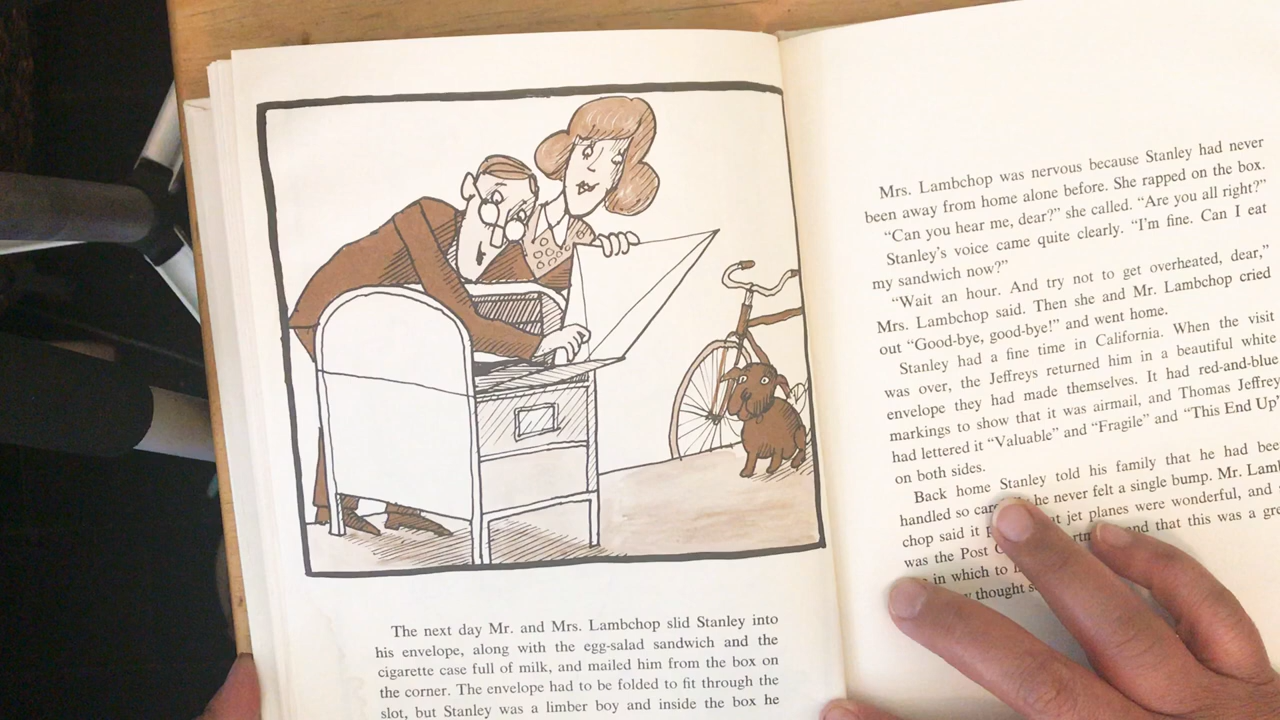 The next day Mr. and Mrs. Lambchop slid Stanley into
his envelope, along with the egg-salad sandwich and the
cigarette case full of milk, and mailed him from the box on
the corner. The envelope had to be folded to fit through the
slot, but Stanley was a limber boy and inside the box he
Mrs. Lambchop was nervous because Stanley had never
been away from home alone before. She rapped on the box.
“Can you hear me, dear?” she called. “Are you all right?”
Stanley’s voice came quite clearly. “I’m fine. Can I eat
my sandwich now?”
“Wait an hour. And try not to get overheated, dear,”
Mrs. Lambchop said. Then she and Mr. Lambchop cried
out “Good-bye, good-bye!” and went home.
Stanley had a fine time in California. When the visit
was over, the Jeffreys returned him in a beautiful white
envelope they had made themselves. It had red-and-blue
markings to show that it was airmail, and Thomas Jeffrey
had lettered it “Valuable” and “Fragile” and “This End Up”
on both sides.
Back home Stanley told his family that he had been
handled so he never felt a single bump. Mr. Lamb
chop said it jet planes were wonderful, and
was the Post and that this was a
in which to
thought